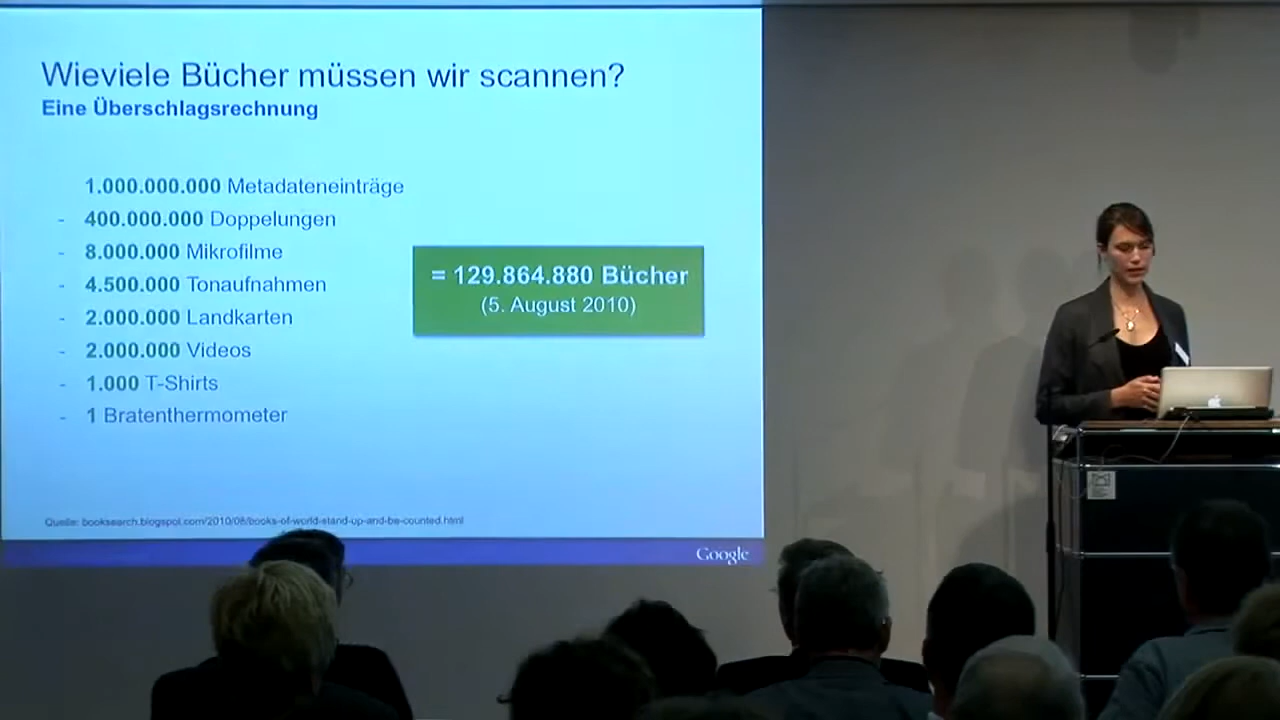 Wieviele Bücher müssen wir scannen?
Eine Überschlagsrechnung
1.000.000.000 Metadateneinträge
- 400.000.000 Doppelungen
- 8.000.000 Mikrofilme
- 4.500.000 Tonaufnahmen
- 2.000.000 Landkarten
- 2.000.000 Videos
- 1.000 T-Shirts
- 1 Bratenthermometer
= 129.864.880 Bücher
(5. August 2010)
Quelle: booksearch.blogspot.com/2010/08/books-of-world-stand-up-and-be-counted.html
Google